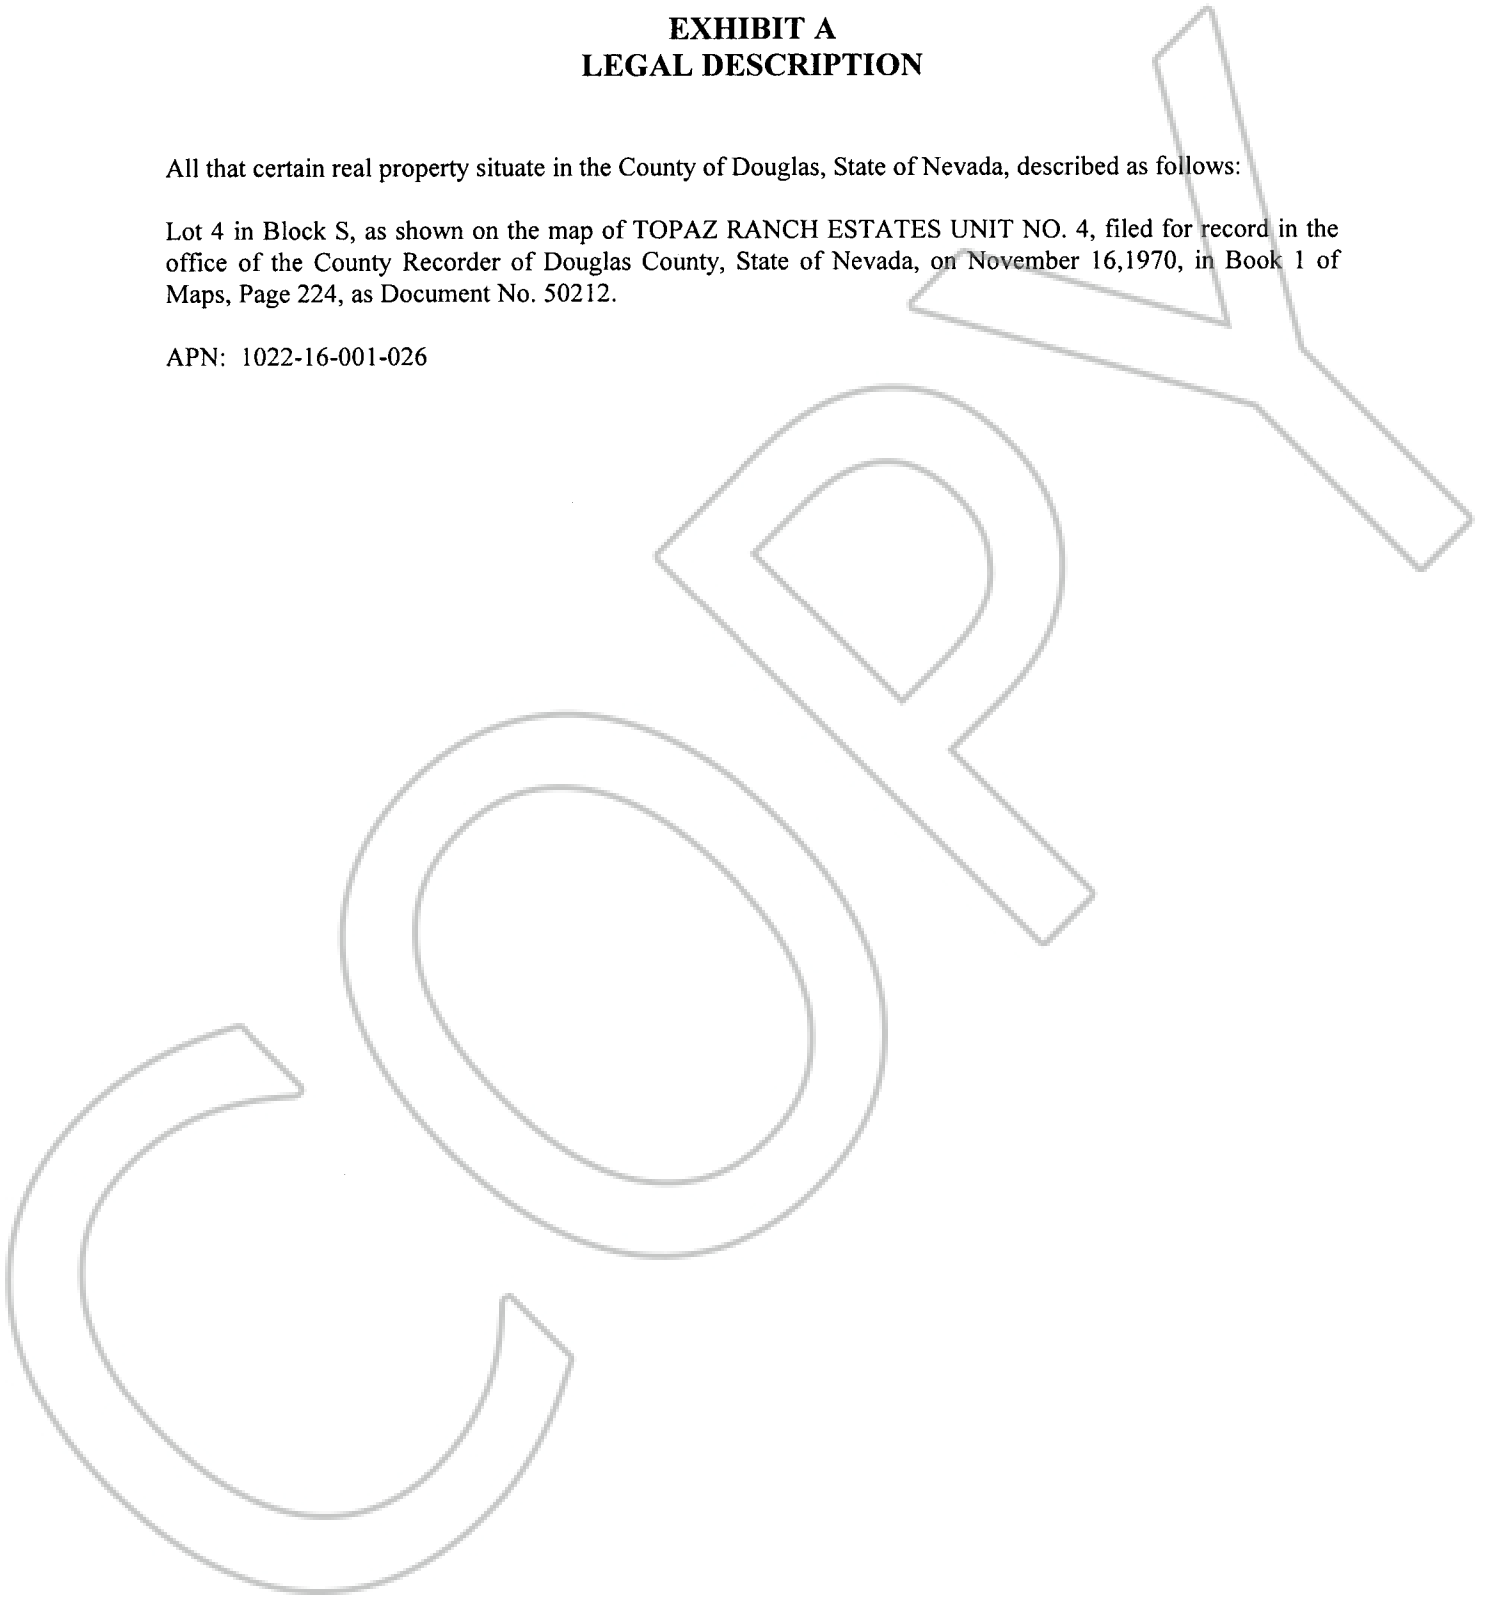 EXHIBIT A
LEGAL DESCRIPTION
All that certain real property situate in the County of Douglas, State of Nevada, described as follows:
Lot 4 in Block S, as shown on the map of TOPAZ RANCH ESTATES UNIT NO. 4, filed for record in the
office of the County Recorder of Douglas County, State of Nevada, on November 16,1970, in Book 1 of
Maps, Page 224, as Document No. 50212.
APN: 1022-16-001-026
COPY